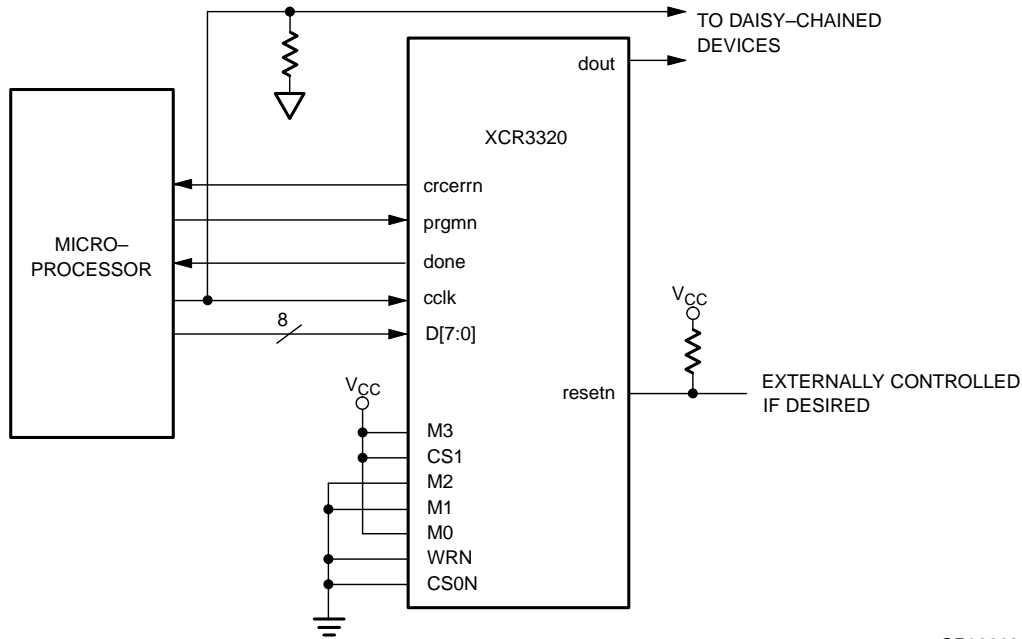 TO DAISY–CHAINED
DEVICES
dout
XCR3320
crcerrn
prgmn
MICRO–
PROCESSOR
done
cclk
8
D[7:0]
VCC
VCC
resetn
EXTERNALLY CONTROLLED
IF DESIRED
M3
CS1
M2
M1
M0
WRN
CS0N